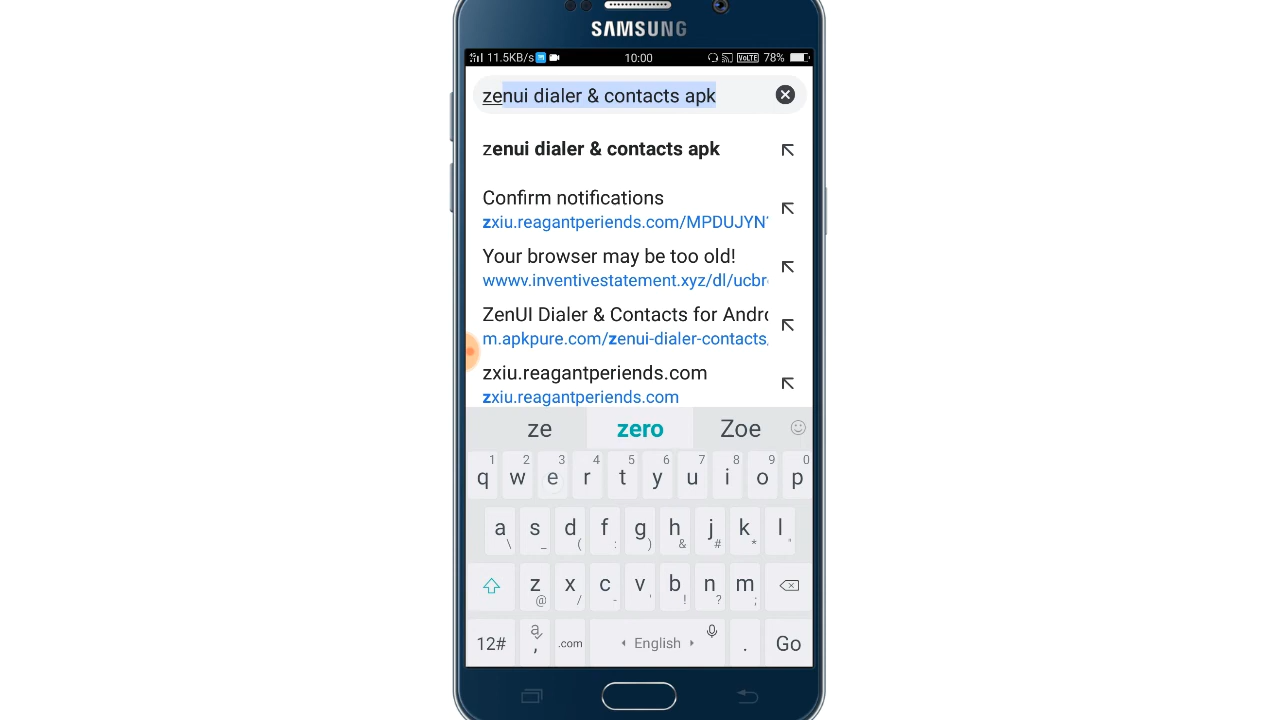 SAMSUNG
11.5KB/s 10:00 VoLTE 78%
zenui dialer & contacts apk
zenui dialer & contacts apk
Confirm notifications
zxiu.reagantperiends.com/MPDUJYN
Your browser may be too old!
wwwv.inventivestatement.xyz/dl/ucbr
ZenUI Dialer & Contacts for Andro
m.apkpure.com/zenui-dialer-contacts
zxiu.reagantperiends.com
zxiu.reagantperiends.com
ze zero Zoe
1 2 3 4 5 6 7 8 9 0
q w e r t y u i o p
a s d f g h j k l
\ _ ( : ) & # * "
z x c v b n m
@ / - ' ! ? ;
12# , .com English . Go